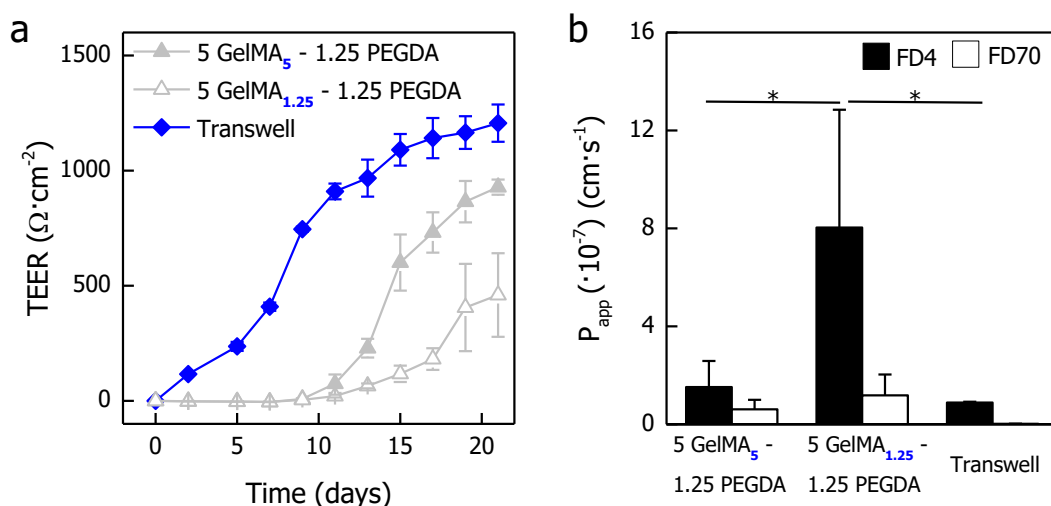 a
1500
1000
500
0
TEER (Ω·cm⁻²)
5 GelMA₅ - 1.25 PEGDA
5 GelMA₁.₂₅ - 1.25 PEGDA
Transwell
0 5 10 15 20
Time (days)
b
16
12
8
4
0
P_app (·10⁻⁷) (cm·s⁻¹)
FD4 FD70
* *
5 GelMA₅ -
1.25 PEGDA
5 GelMA₁.₂₅ -
1.25 PEGDA
Transwell